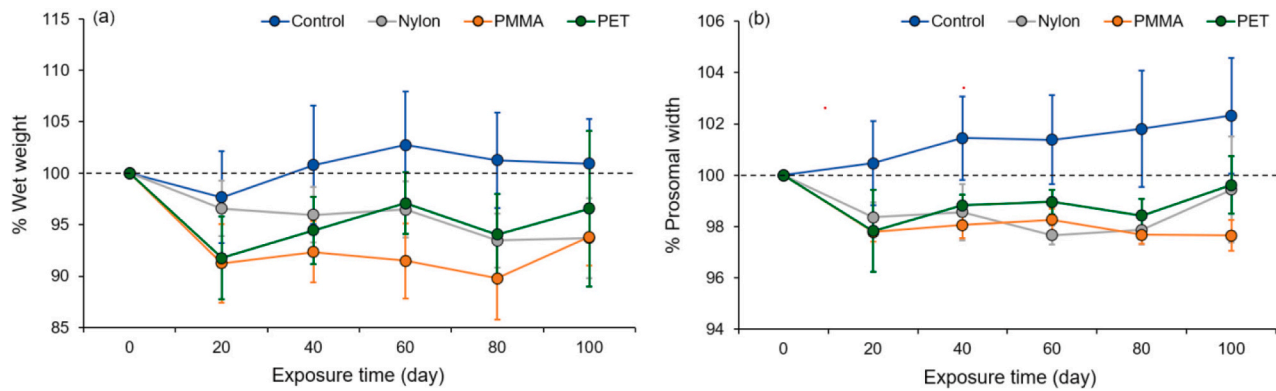 (a)
Control Nylon PMMA PET
115
110
105
100
95
90
85
% Wet weight
0 20 40 60 80 100
Exposure time (day)
(b)
Control Nylon PMMA PET
106
104
102
100
98
96
94
% Prosomal width
0 20 40 60 80 100
Exposure time (day)